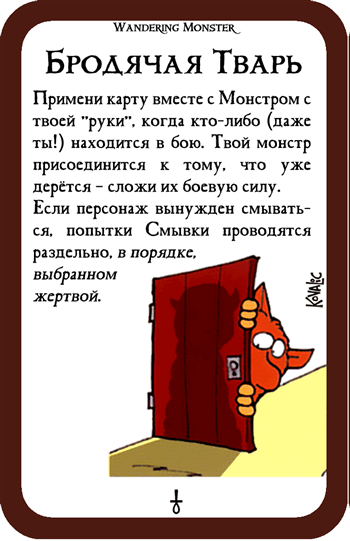 Wandering Monster
Бродячая Тварь
Примени карту вместе с Монстром с
твоей "руки", когда кто-либо (даже
ты!) находится в бою. Твой монстр
присоединится к тому, что уже
дерётся – сложи их боевую силу.
Если персонаж вынужден смывать-
ся, попытки Смывки проводятся
раздельно, в порядке,
выбранном
жертвой.
Kovalic